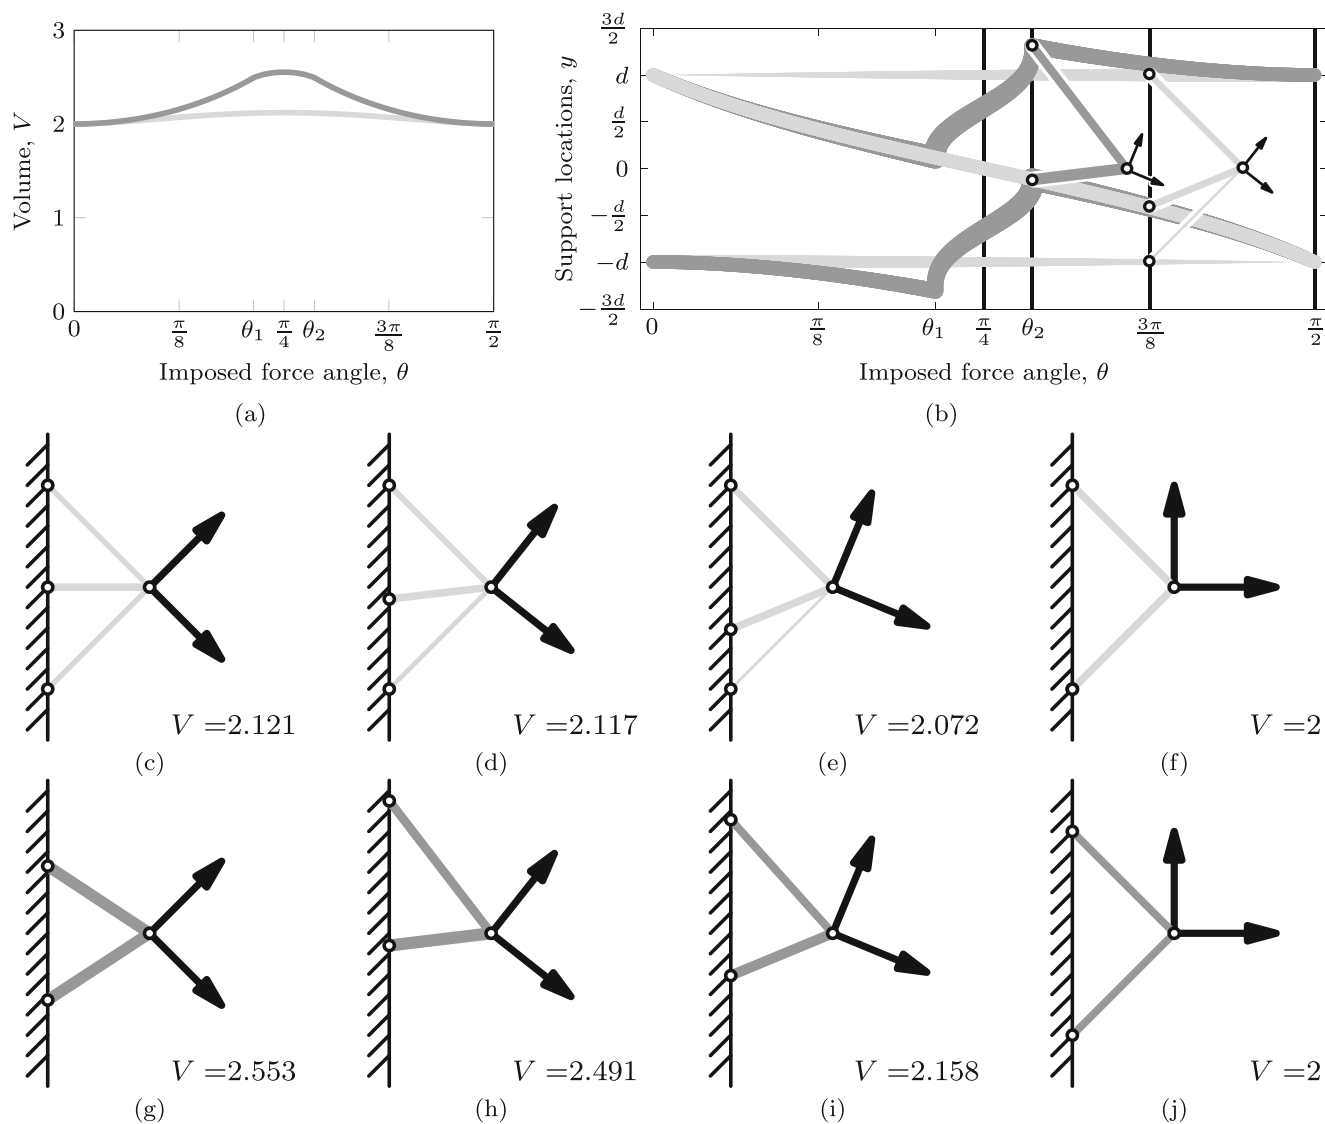 Volume, V
3
2
1
0
0 π/8 θ₁ π/4 θ₂ 3π/8 π/2
Imposed force angle, θ
(a)
Support locations, y
3d/2
d
d/2
0
−d/2
−d
−3d/2
0 π/8 θ₁ π/4 θ₂ 3π/8 π/2
Imposed force angle, θ
(b)
V =2.121
V =2.117
V =2.072
V =2
(c)
(d)
(e)
(f)
V =2.553
V =2.491
V =2.158
V =2
(g)
(h)
(i)
(j)